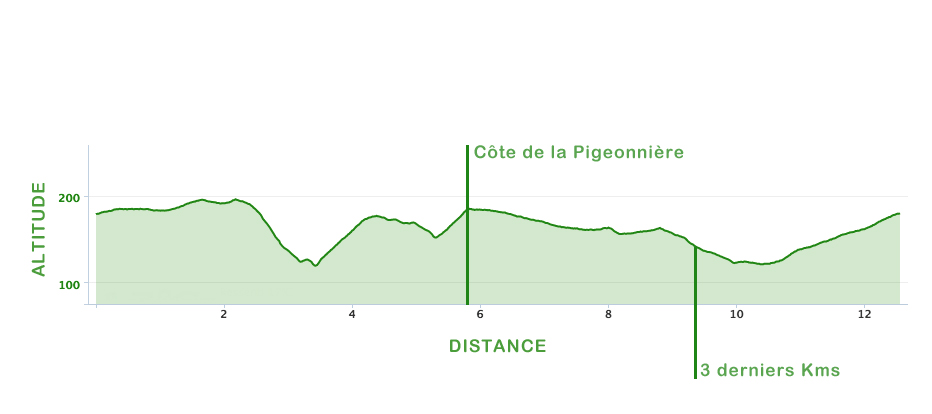 Côte de la Pigeonnière
ALTITUDE
200
100
2 4 6 8 10 12
DISTANCE
3 derniers Kms